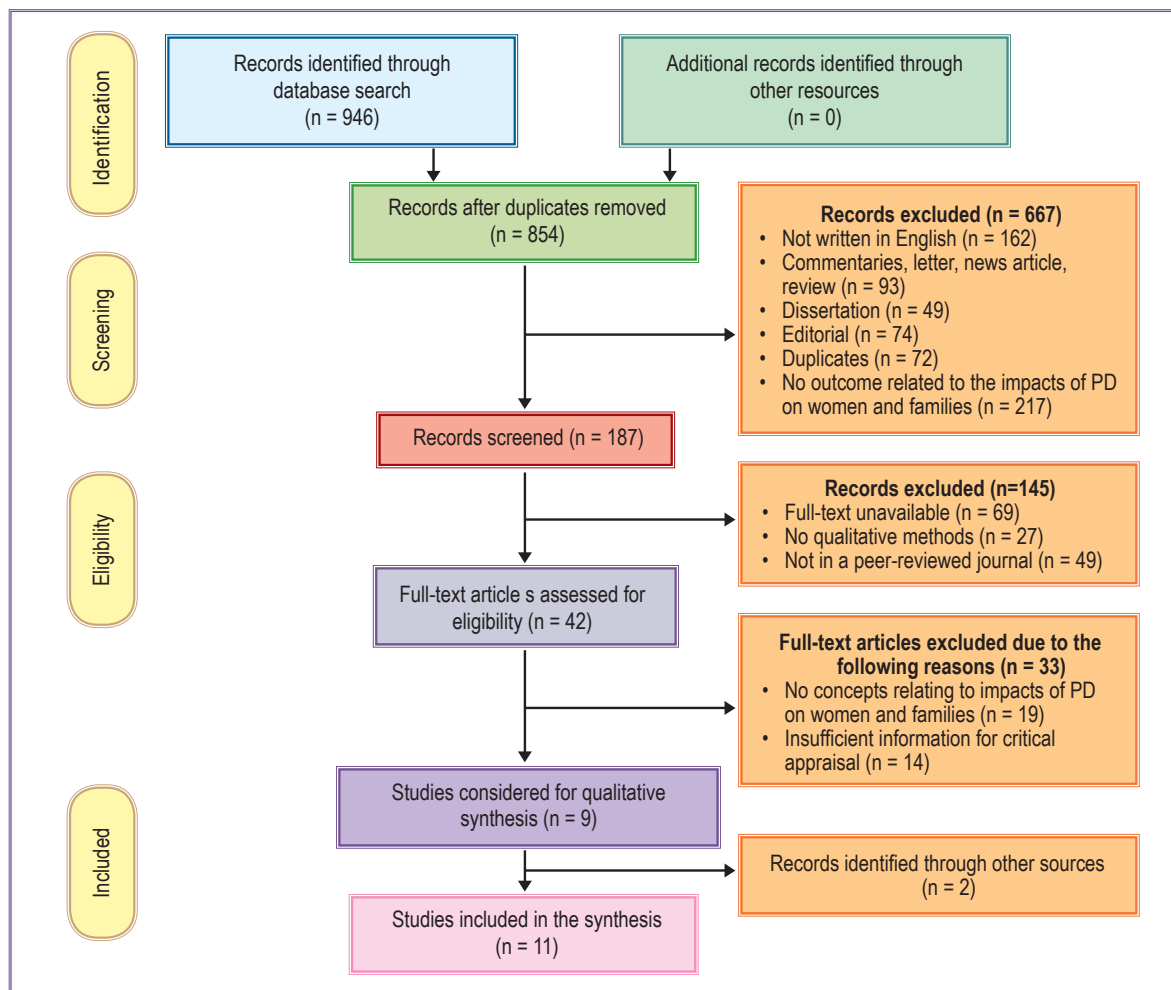 Identification
Records identified through
database search
(n = 946)
Additional records identified through
other resources
(n = 0)
Records after duplicates removed
(n = 854)
Screening
Records excluded (n = 667)
• Not written in English (n = 162)
• Commentaries, letter, news article,
review (n = 93)
• Dissertation (n = 49)
• Editorial (n = 74)
• Duplicates (n = 72)
• No outcome related to the impacts of PD
on women and families (n = 217)
Records screened (n = 187)
Eligibility
Records excluded (n=145)
• Full-text unavailable (n = 69)
• No qualitative methods (n = 27)
• Not in a peer-reviewed journal (n = 49)
Full-text article s assessed for
eligibility (n = 42)
Full-text articles excluded due to the
following reasons (n = 33)
• No concepts relating to impacts of PD
on women and families (n = 19)
• Insufficient information for critical
appraisal (n = 14)
Included
Studies considered for qualitative
synthesis (n = 9)
Records identified through other sources
(n = 2)
Studies included in the synthesis
(n = 11)